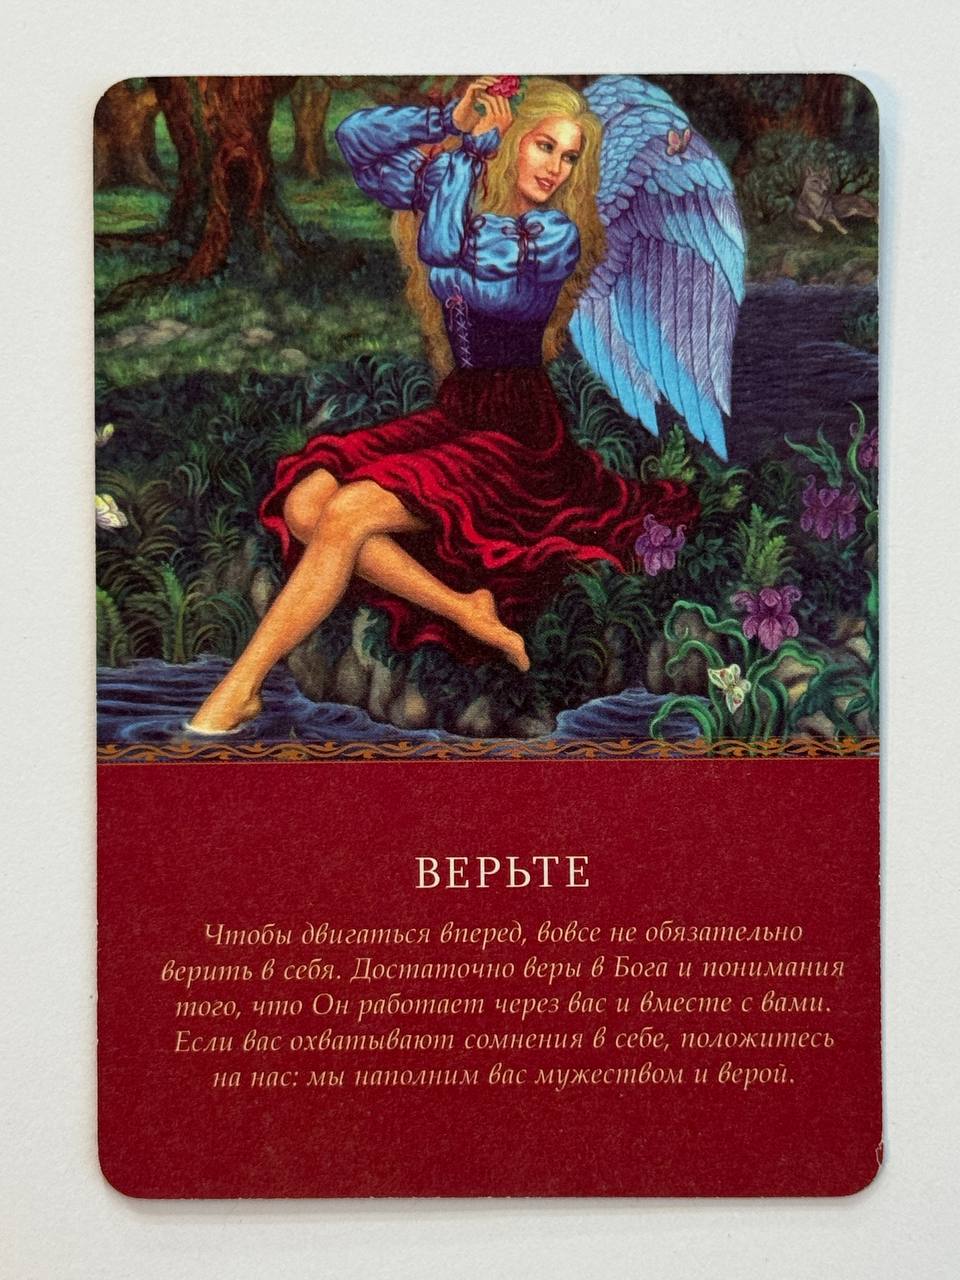 ВЕРЬТЕ
Чтобы двигаться вперед, вовсе не обязательно
верить в себя. Достаточно веры в Бога и понимания
того, что Он работает через вас и вместе с вами.
Если вас охватывают сомнения в себе, положитесь
на нас: мы наполним вас мужеством и верой.